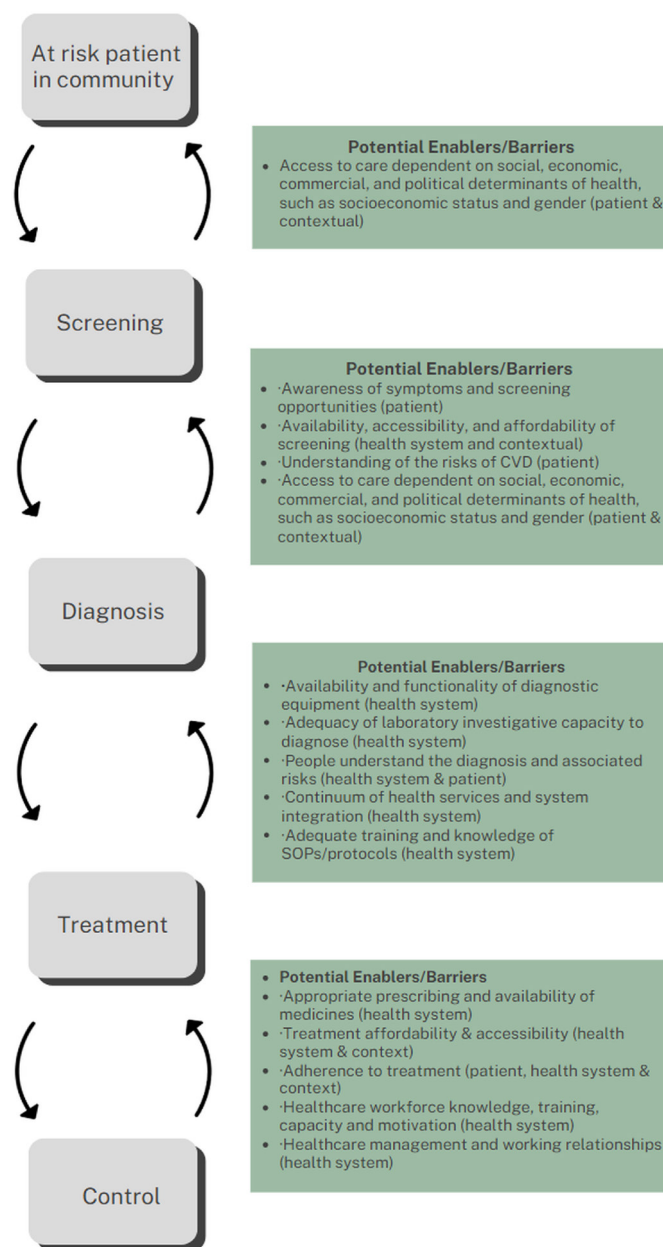 At risk patient
in community
Potential Enablers/Barriers
• Access to care dependent on social, economic,
commercial, and political determinants of health,
such as socioeconomic status and gender (patient &
contextual)
Screening
Potential Enablers/Barriers
• ·Awareness of symptoms and screening
opportunities (patient)
• ·Availability, accessibility, and affordability of
screening (health system and contextual)
• ·Understanding of the risks of CVD (patient)
• ·Access to care dependent on social, economic,
commercial, and political determinants of health,
such as socioeconomic status and gender (patient &
contextual)
Diagnosis
Potential Enablers/Barriers
• ·Availability and functionality of diagnostic
equipment (health system)
• ·Adequacy of laboratory investigative capacity to
diagnose (health system)
• ·People understand the diagnosis and associated
risks (health system & patient)
• ·Continuum of health services and system
integration (health system)
• ·Adequate training and knowledge of
SOPs/protocols (health system)
Treatment
• Potential Enablers/Barriers
• ·Appropriate prescribing and availability of
medicines (health system)
• ·Treatment affordability & accessibility (health
system & context)
• ·Adherence to treatment (patient, health system &
context)
• ·Healthcare workforce knowledge, training,
capacity and motivation (health system)
• ·Healthcare management and working relationships
(health system)
Control